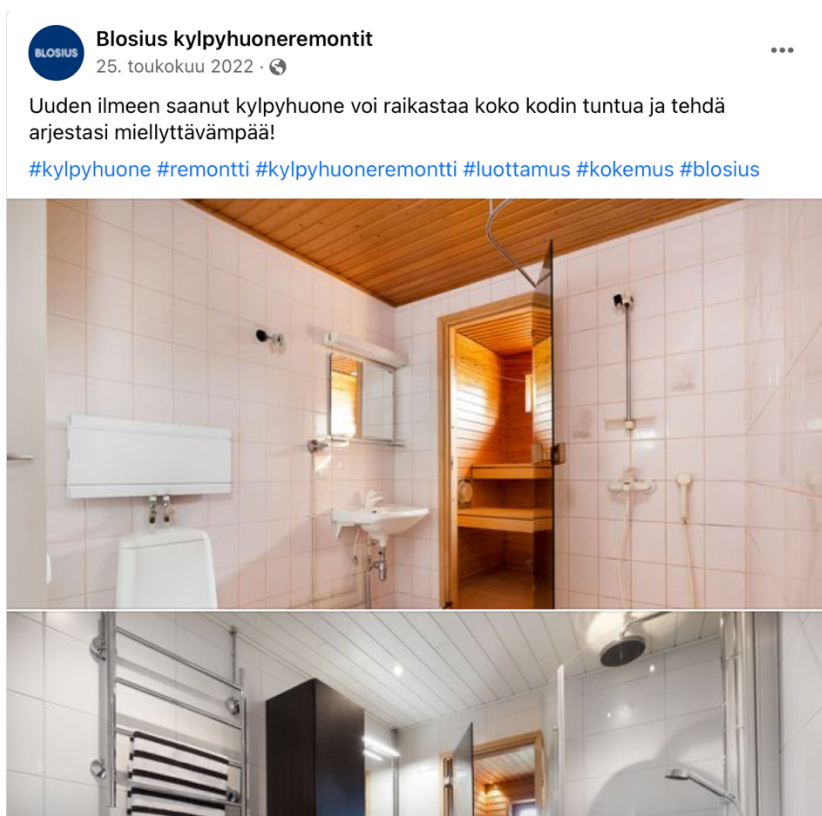 BLOSIUS
Blosius kylpyhuoneremontit
25. toukokuu 2022 ·
Uuden ilmeen saanut kylpyhuone voi raikastaa koko kodin tuntua ja tehdä
arjestasi miellyttävämpää!
#kylpyhuone #remontti #kylpyhuoneremontti #luottamus #kokemus #blosius